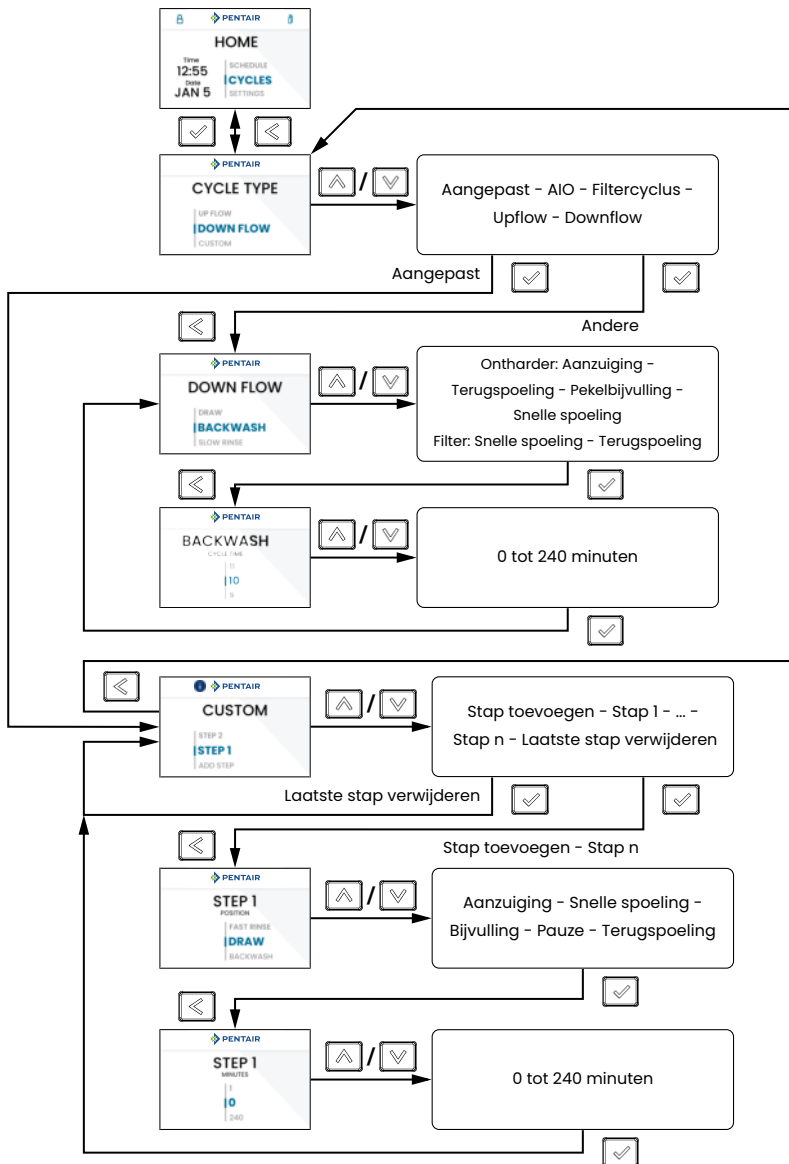 PENTAIR
HOME
Time
12:55
Date
JAN 5
SCHEDULE
CYCLES
SETTINGS
PENTAIR
CYCLE TYPE
UP FLOW
DOWN FLOW
CUSTOM
/
Aangepast - AIO - Filtercyclus -
Upflow - Downflow
Aangepast
Andere
PENTAIR
DOWN FLOW
DRAW
BACKWASH
SLOW RINSE
/
Ontharder: Aanzuiging -
Terugspoeling - Pekelbijvulling -
Snelle spoeling
Filter: Snelle spoeling - Terugspoeling
PENTAIR
BACKWASH
CYCLE TIME
11
10
9
/
0 tot 240 minuten
i PENTAIR
CUSTOM
STEP 2
STEP 1
ADD STEP
/
Stap toevoegen - Stap 1 - ... -
Stap n - Laatste stap verwijderen
Laatste stap verwijderen
Stap toevoegen - Stap n
PENTAIR
STEP 1
POSITION
FAST RINSE
DRAW
BACKWASH
/
Aanzuiging - Snelle spoeling -
Bijvulling - Pauze - Terugspoeling
PENTAIR
STEP 1
MINUTES
1
0
240
/
0 tot 240 minuten